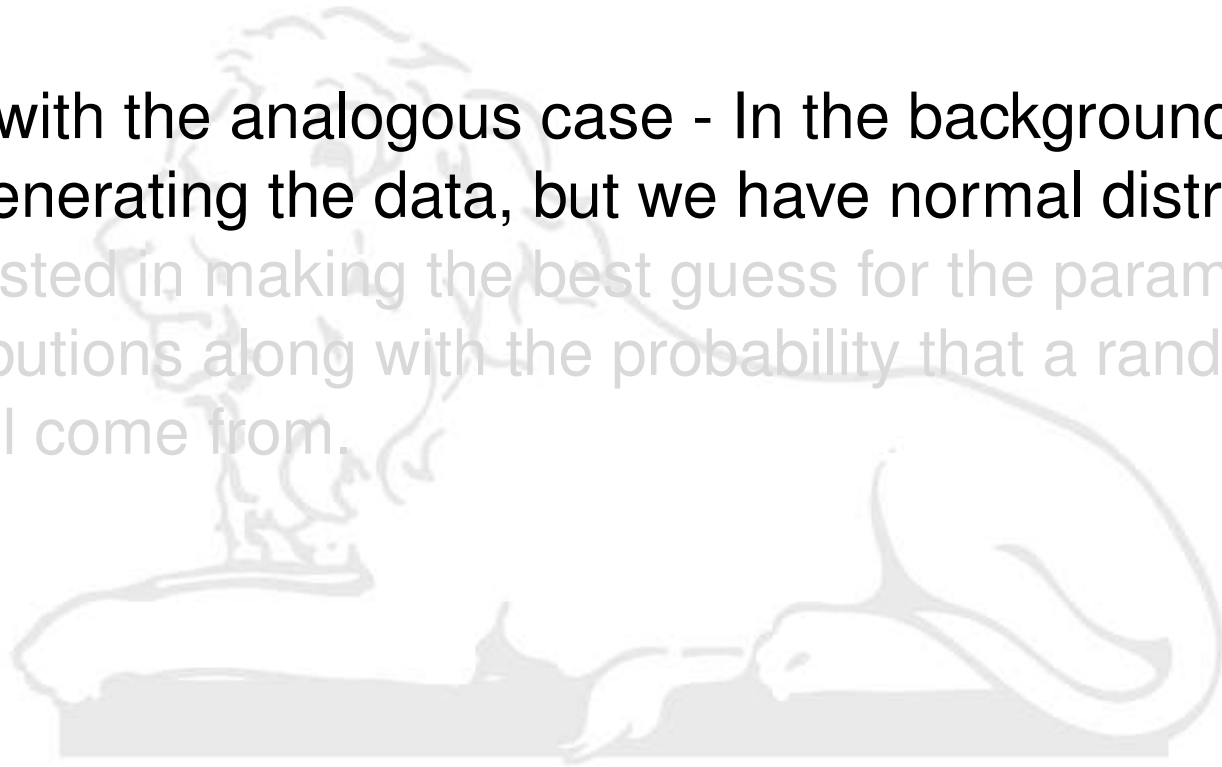 with the analogous case - In the background
enerating the data, but we have normal distr
sted in making the best guess for the param
butions along with the probability that a rand
l come from.